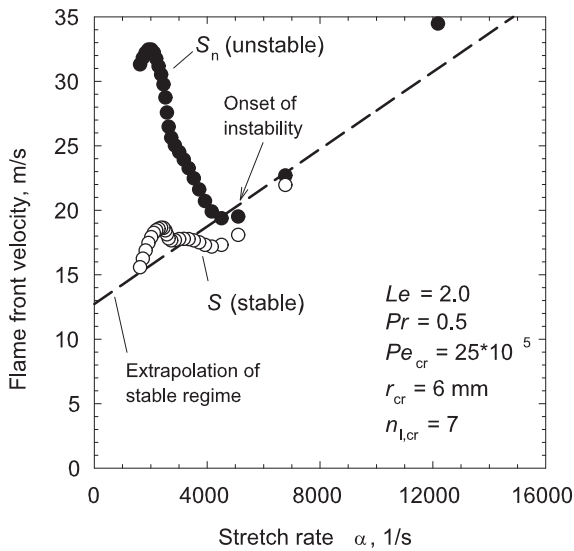 35
30
25
20
15
10
5
0
Flame front velocity, m/s
Sn (unstable)
Onset of
instability
S (stable)
Extrapolation of
stable regime
Le = 2.0
Pr = 0.5
Pecr = 25*10 5
rcr = 6 mm
nI,cr = 7
0 4000 8000 12000 16000
Stretch rate α, 1/s